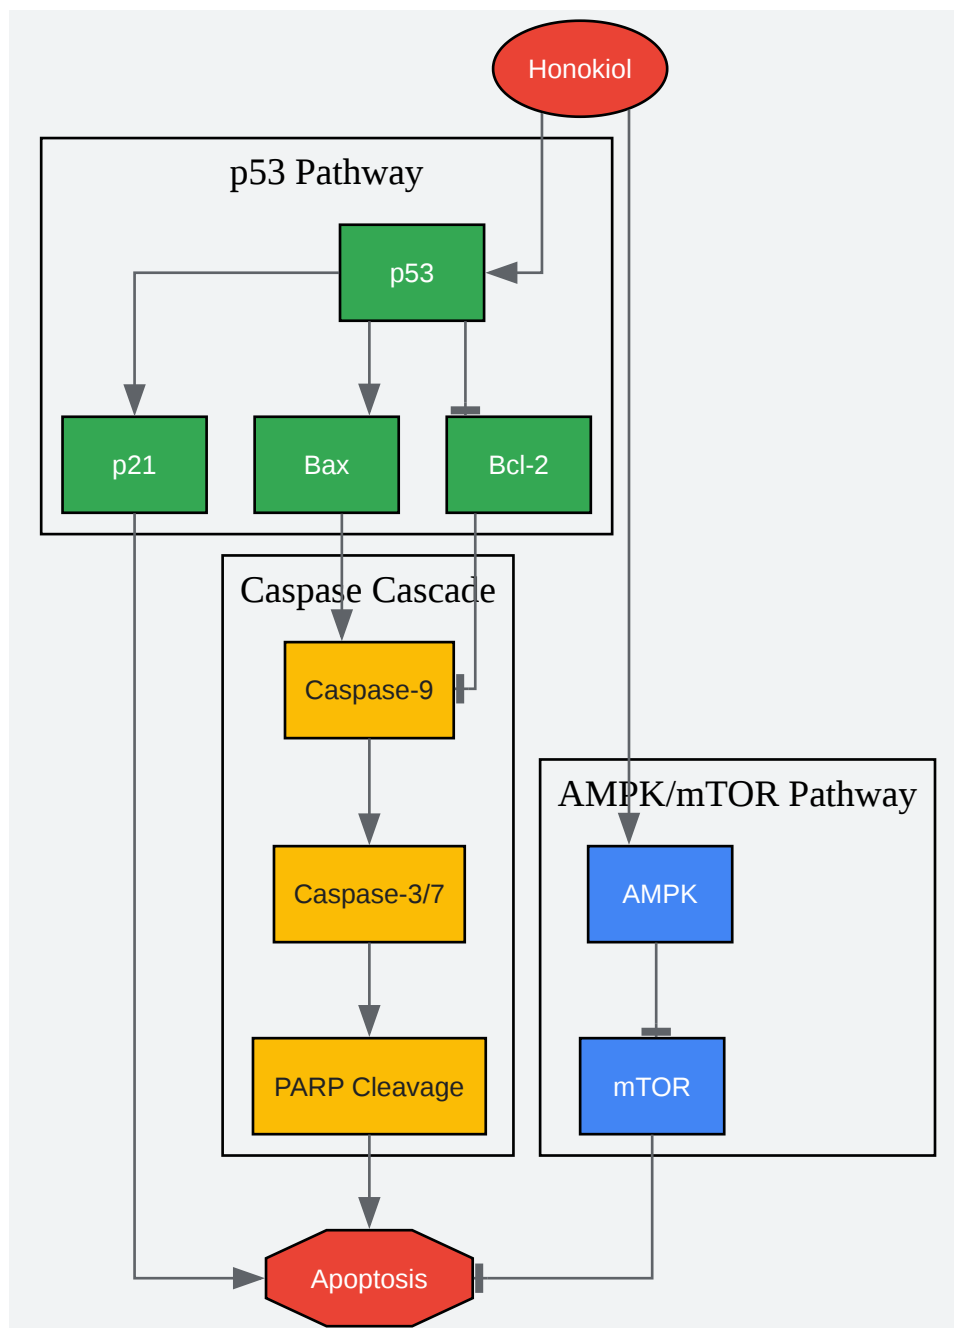 Honokiol
p53 Pathway
p53
p21
Bax
Bcl-2
Caspase Cascade
Caspase-9
AMPK/mTOR Pathway
Caspase-3/7
AMPK
PARP Cleavage
mTOR
Apoptosis